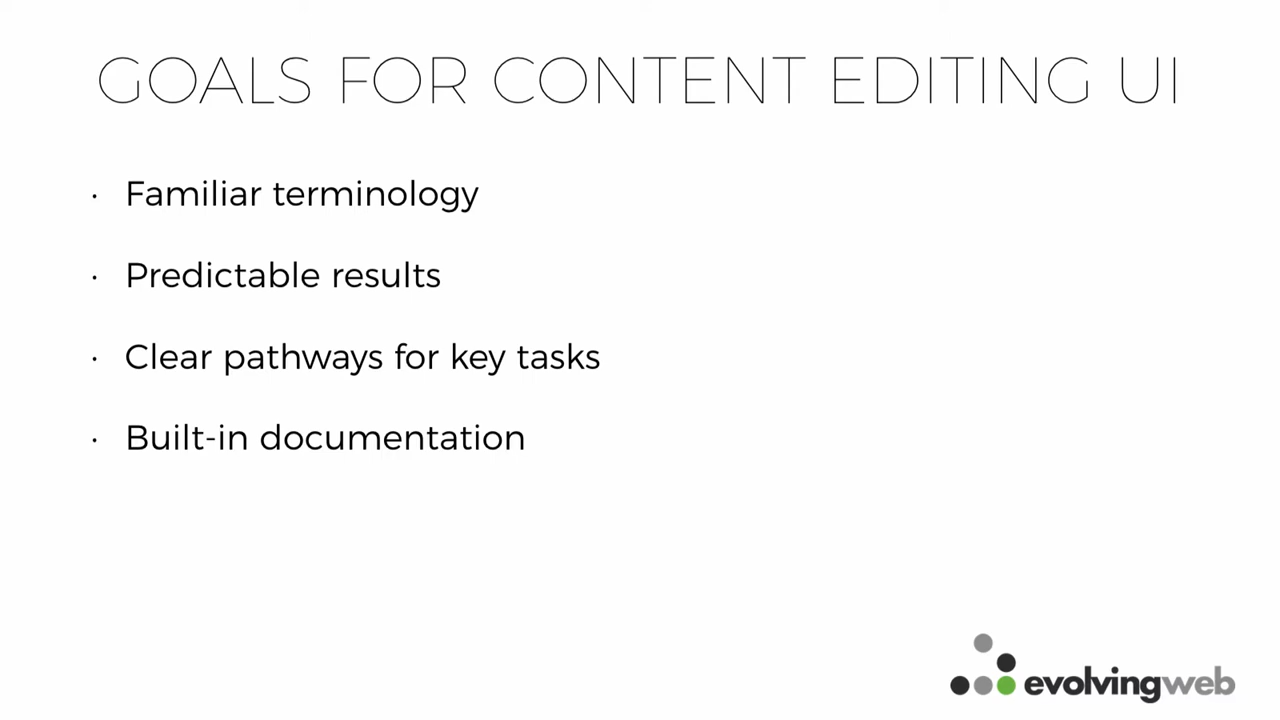 GOALS FOR CONTENT EDITING UI
· Familiar terminology
· Predictable results
· Clear pathways for key tasks
· Built-in documentation
evolvingweb